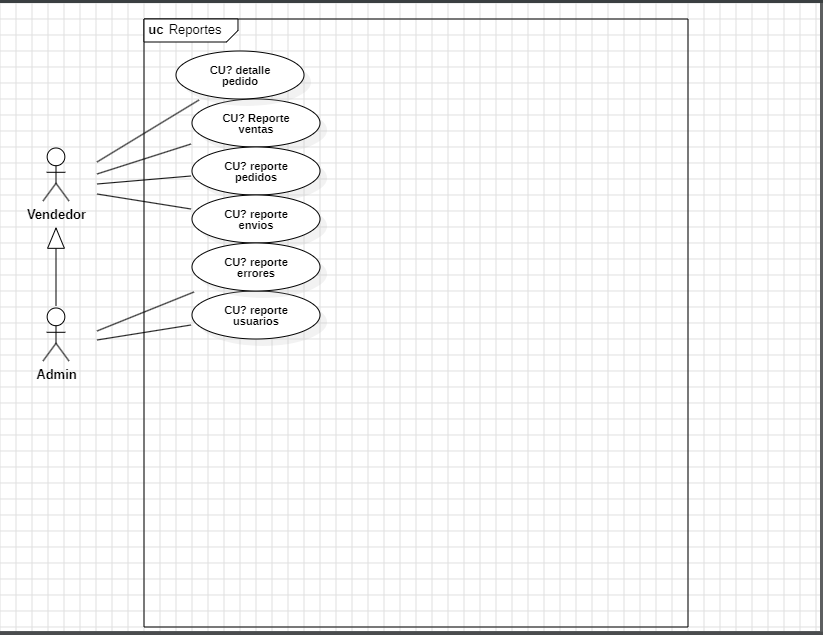 uc Reportes
CU? detalle
pedido
CU? Reporte
ventas
CU? reporte
pedidos
CU? reporte
envios
CU? reporte
errores
CU? reporte
usuarios
Vendedor
Admin